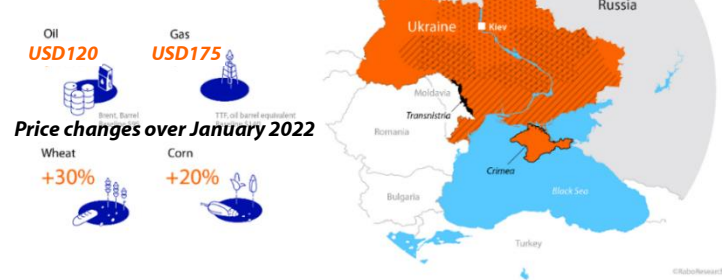 Oil
Gas
USD120
USD175
Brent, Barrel
TTF, oil barrel equivalent
Price changes over January 2022
Wheat
Corn
+30%
+20%
Russia
Ukraine
Kiev
Moldavia
Transnistria
Romania
Crimea
Bulgaria
Black Sea
Turkey
©RaboResearch